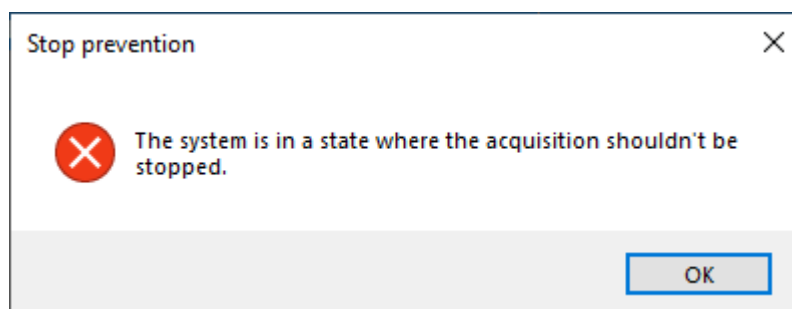 Stop prevention
The system is in a state where the acquisition shouldn't be
stopped.
OK